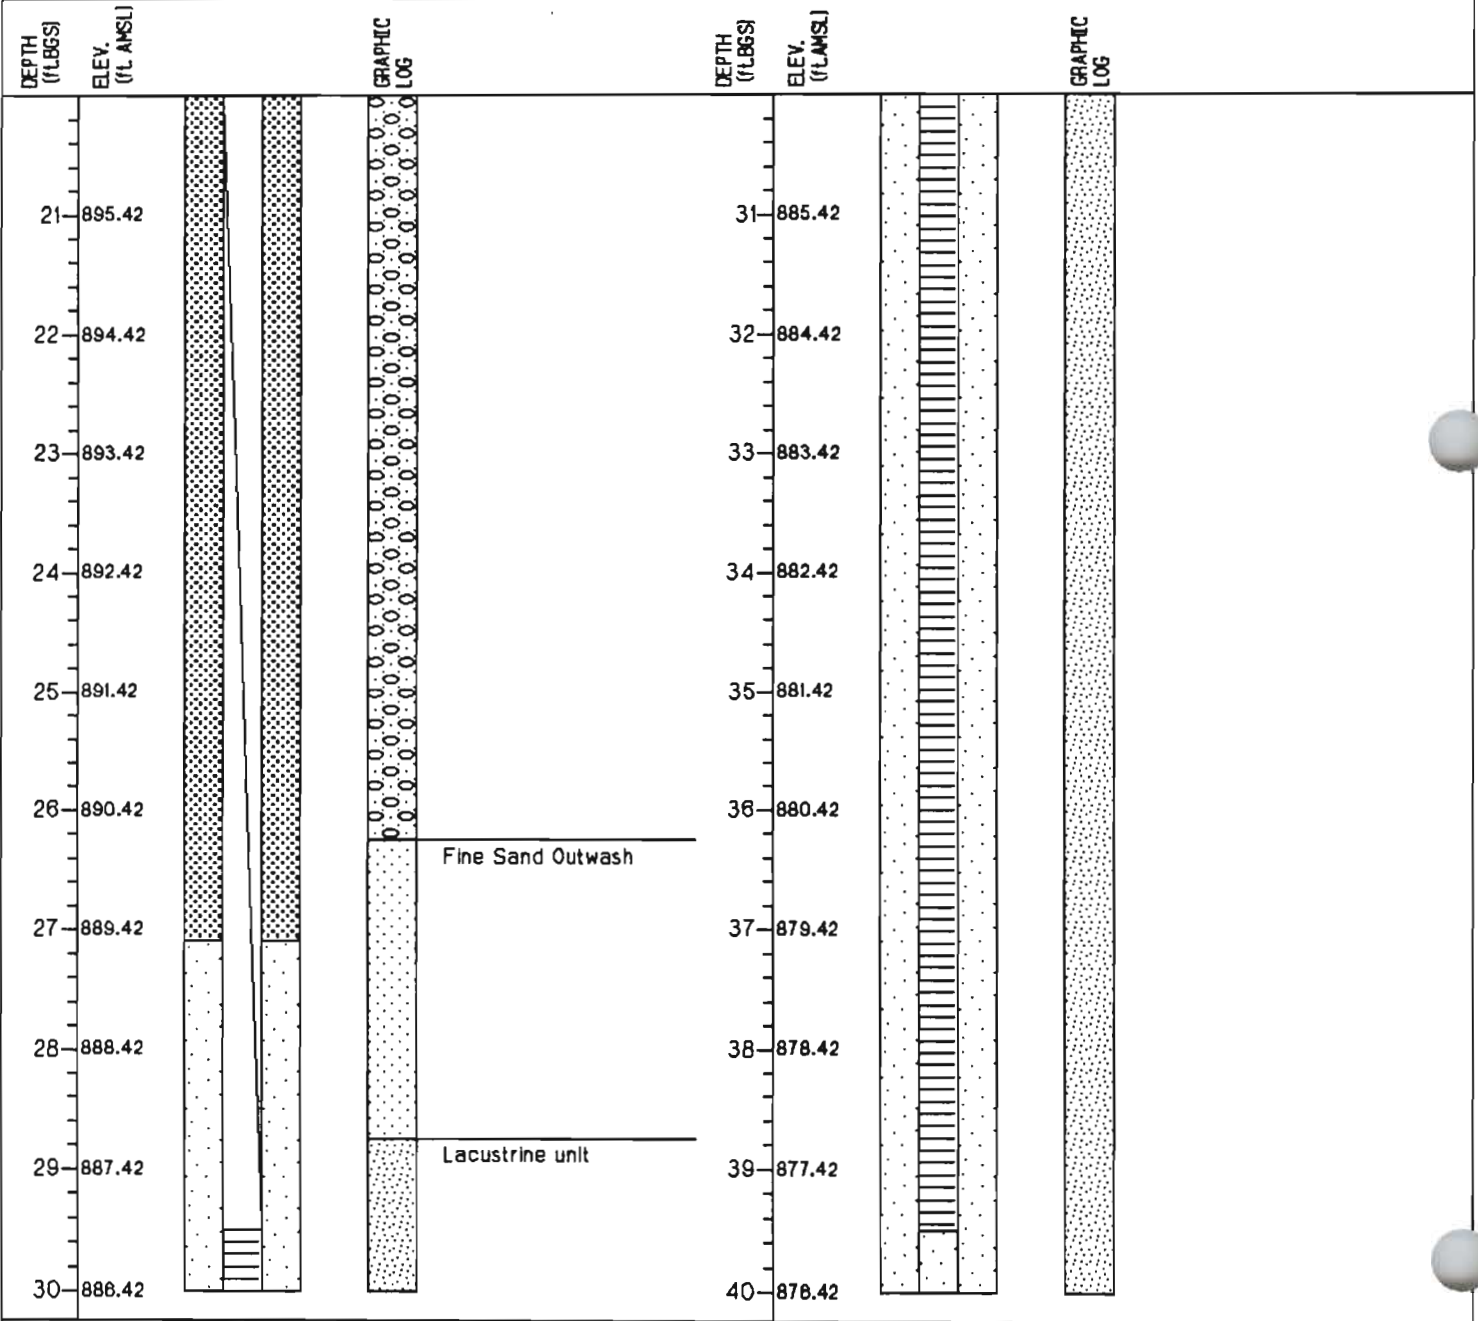 DEPTH
(ft.BGS)
ELEV.
(ft. AMSL)
GRAPHIC
LOG
21 895.42
22 894.42
23 893.42
24 892.42
25 891.42
26 890.42
Fine Sand Outwash
27 889.42
28 888.42
Lacustrine unit
29 887.42
30 886.42
DEPTH
(ft.BGS)
ELEV.
(ft.AMSL)
GRAPHIC
LOG
31 885.42
32 884.42
33 883.42
34 882.42
35 881.42
36 880.42
37 879.42
38 878.42
39 877.42
40 876.42